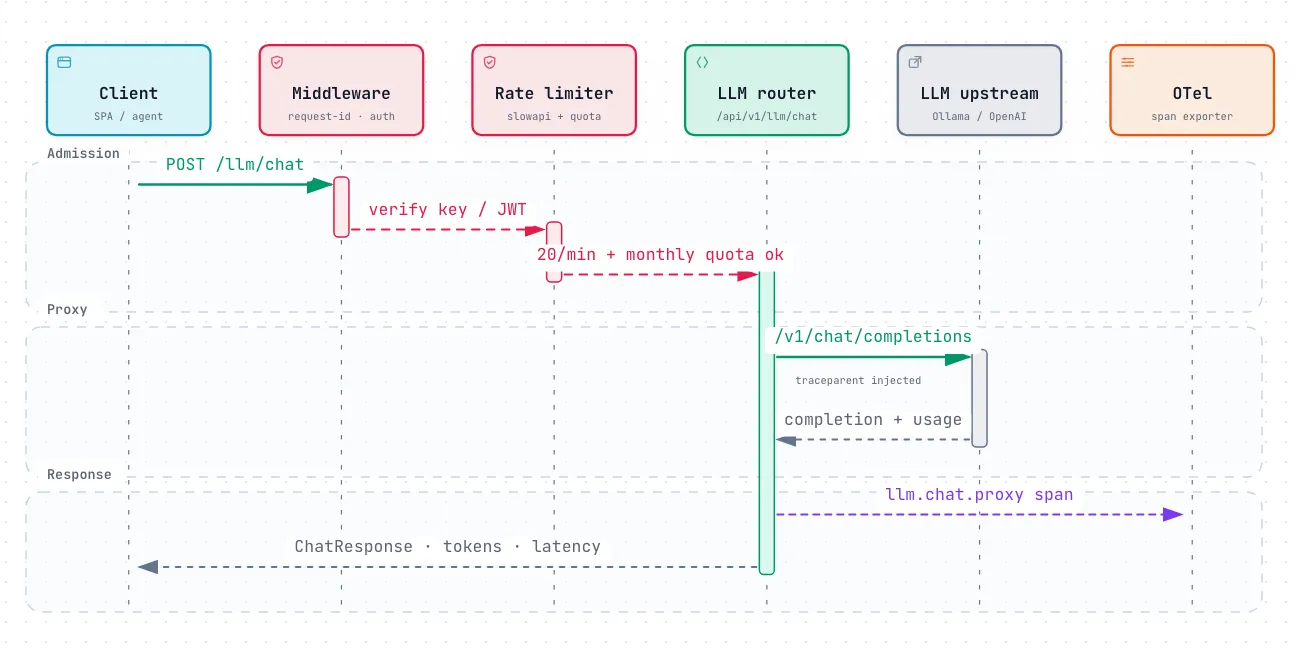 Client
SPA / agent
Middleware
request-id · auth
Rate limiter
slowapi + quota
LLM router
/api/v1/llm/chat
LLM upstream
Ollama / OpenAI
OTel
span exporter
Admission
POST /llm/chat
verify key / JWT
20/min + monthly quota ok
Proxy
/v1/chat/completions
traceparent injected
completion + usage
Response
llm.chat.proxy span
ChatResponse · tokens · latency